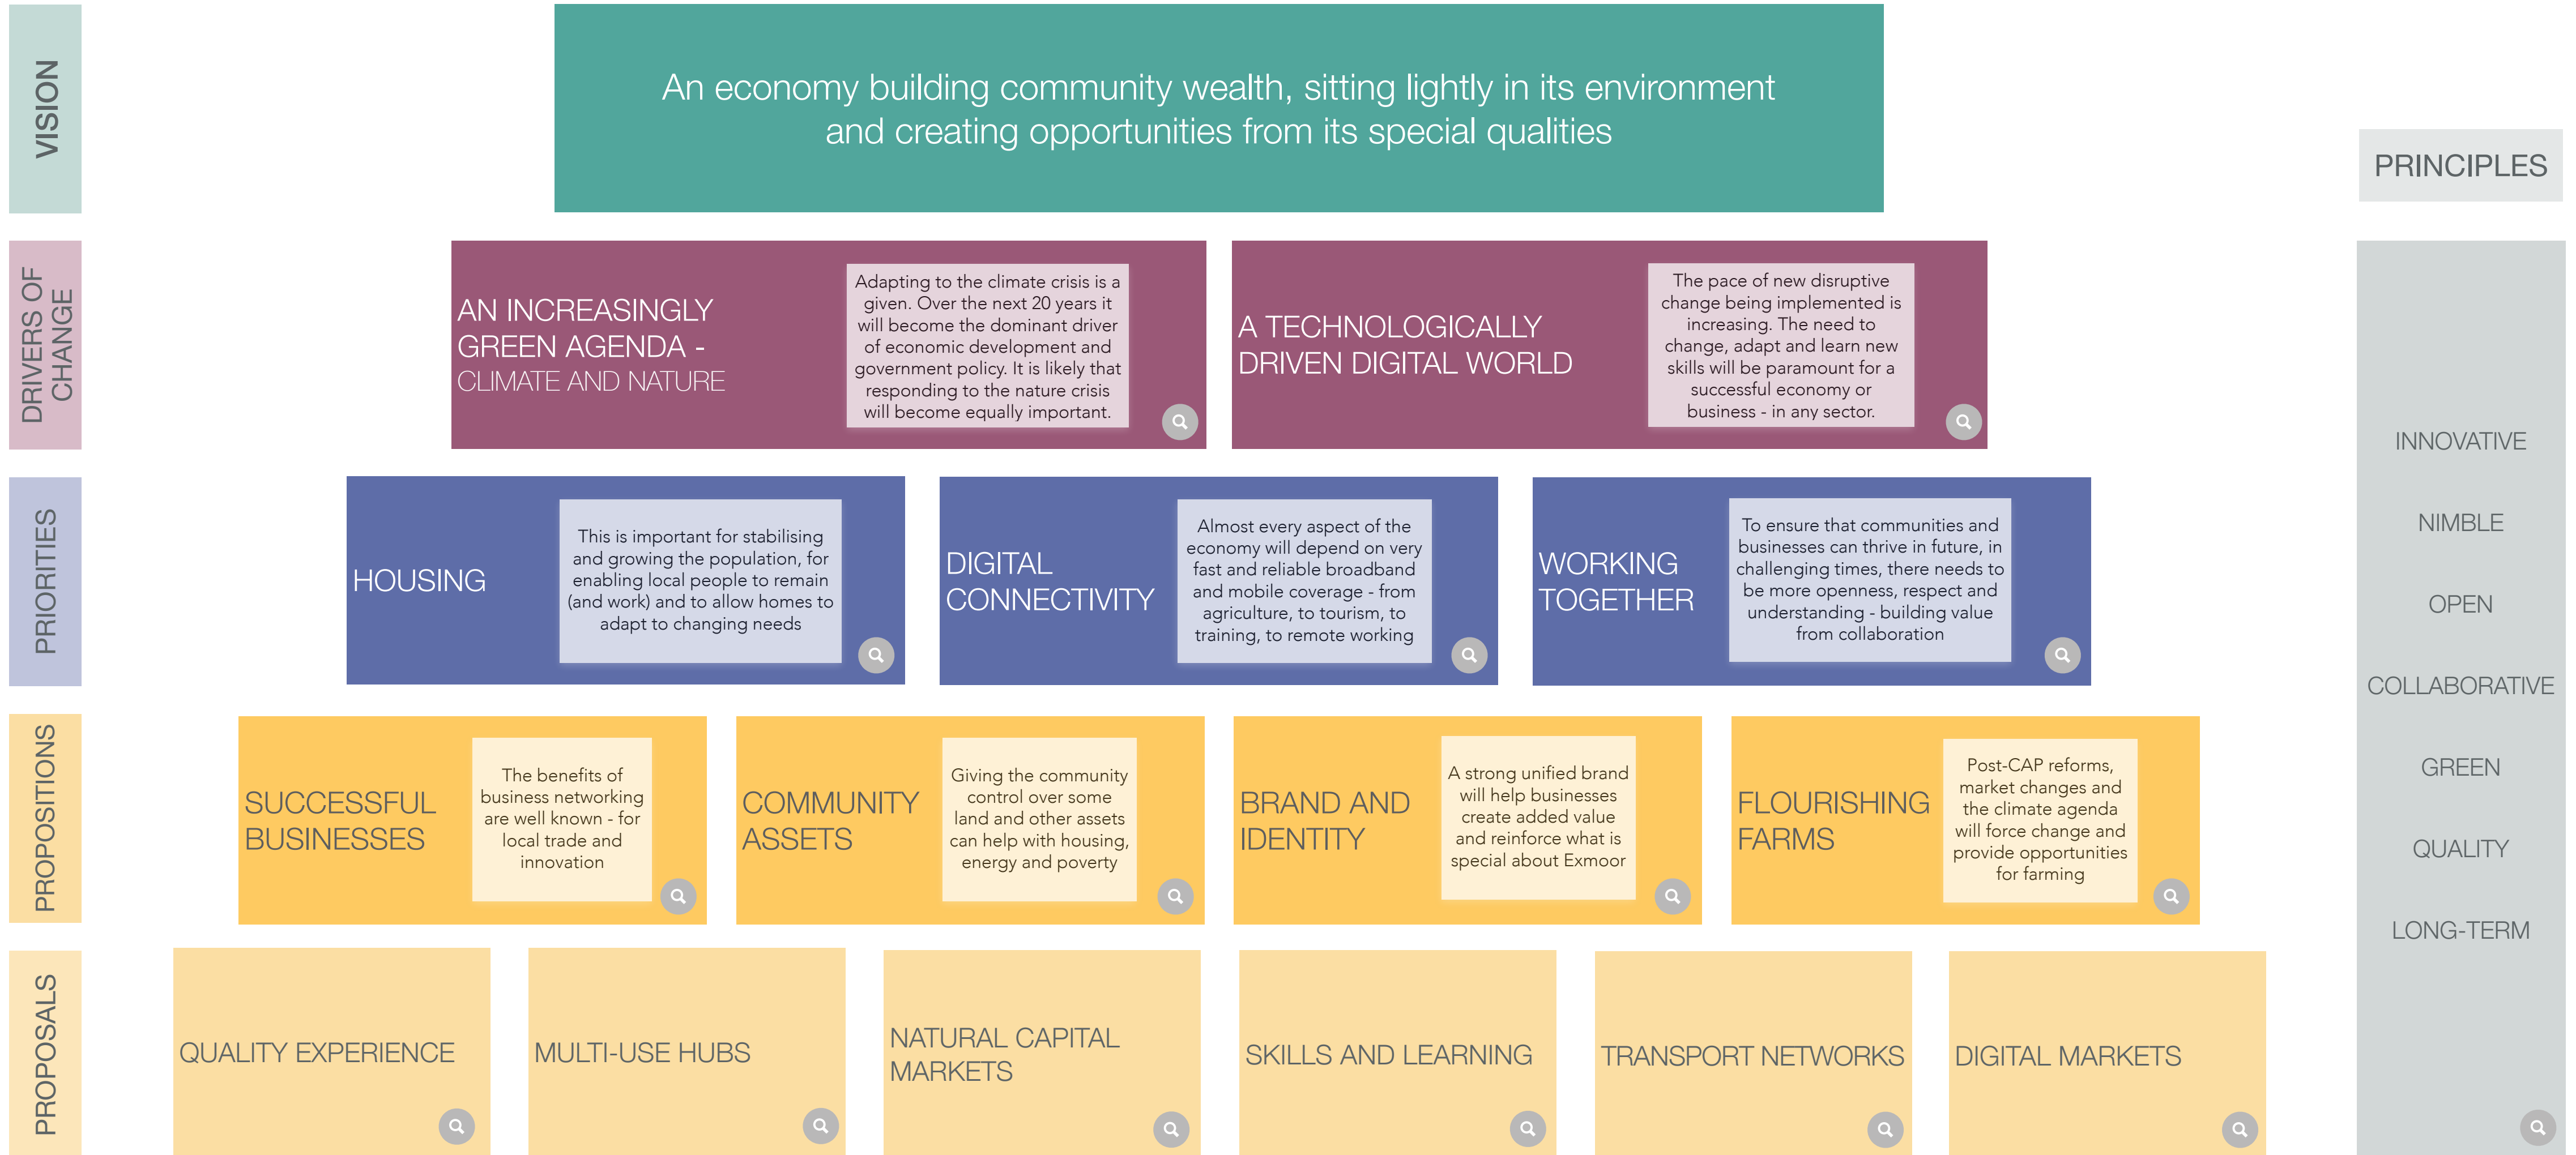 VISION
An economy building community wealth, sitting lightly in its environment
and creating opportunities from its special qualities
PRINCIPLES
DRIVERS OF
CHANGE
AN INCREASINGLY
GREEN AGENDA -
CLIMATE AND NATURE
Adapting to the climate crisis is a
given. Over the next 20 years it
will become the dominant driver
of economic development and
government policy. It is likely that
responding to the nature crisis
will become equally important.
A TECHNOLOGICALLY
DRIVEN DIGITAL WORLD
The pace of new disruptive
change being implemented is
increasing. The need to
change, adapt and learn new
skills will be paramount for a
successful economy or
business - in any sector.
PRIORITIES
HOUSING
This is important for stabilising
and growing the population, for
enabling local people to remain
(and work) and to allow homes to
adapt to changing needs
DIGITAL
CONNECTIVITY
Almost every aspect of the
economy will depend on very
fast and reliable broadband
and mobile coverage - from
agriculture, to tourism, to
training, to remote working
WORKING
TOGETHER
To ensure that communities and
businesses can thrive in future, in
challenging times, there needs to
be more openness, respect and
understanding - building value
from collaboration
PROPOSITIONS
SUCCESSFUL
BUSINESSES
The benefits of
business networking
are well known - for
local trade and
innovation
COMMUNITY
ASSETS
Giving the community
control over some
land and other assets
can help with housing,
energy and poverty
BRAND AND
IDENTITY
A strong unified brand
will help businesses
create added value
and reinforce what is
special about Exmoor
FLOURISHING
FARMS
Post-CAP reforms,
market changes and
the climate agenda
will force change and
provide opportunities
for farming
PROPOSALS
QUALITY EXPERIENCE
MULTI-USE HUBS
NATURAL CAPITAL
MARKETS
SKILLS AND LEARNING
TRANSPORT NETWORKS
DIGITAL MARKETS
INNOVATIVE
NIMBLE
OPEN
COLLABORATIVE
GREEN
QUALITY
LONG-TERM